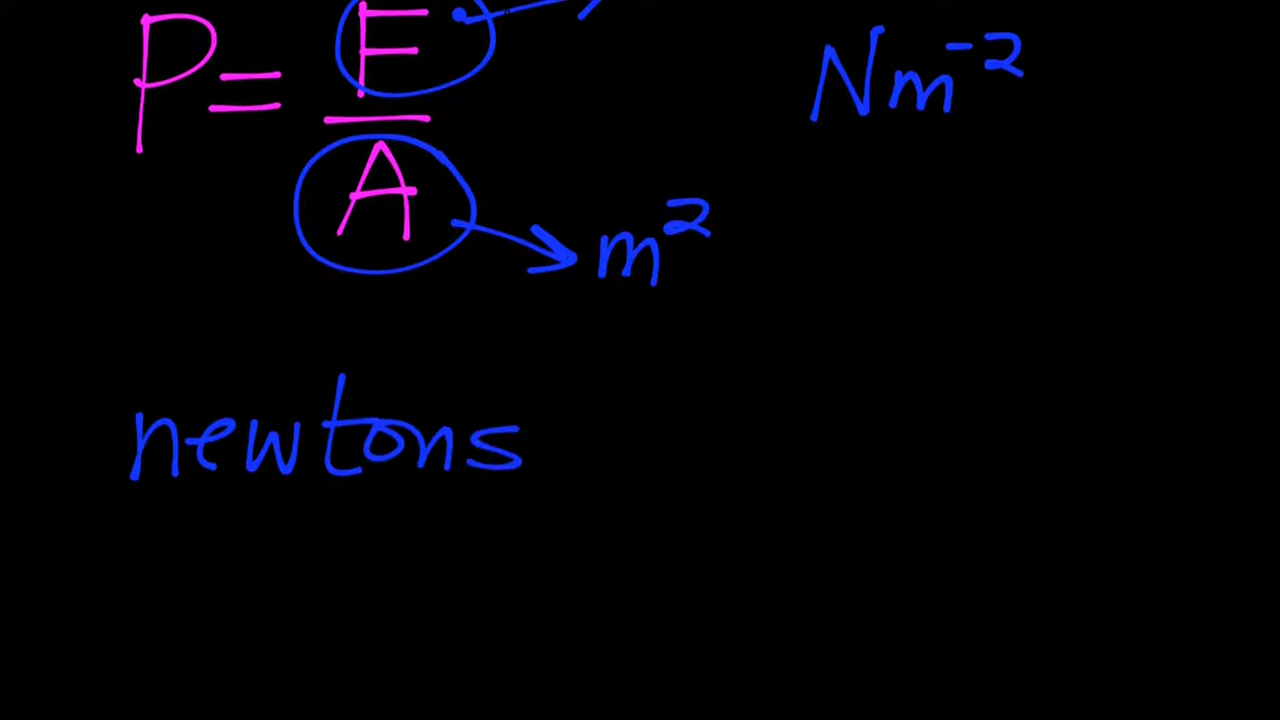 P = F/A
Nm⁻²
m²
newtons